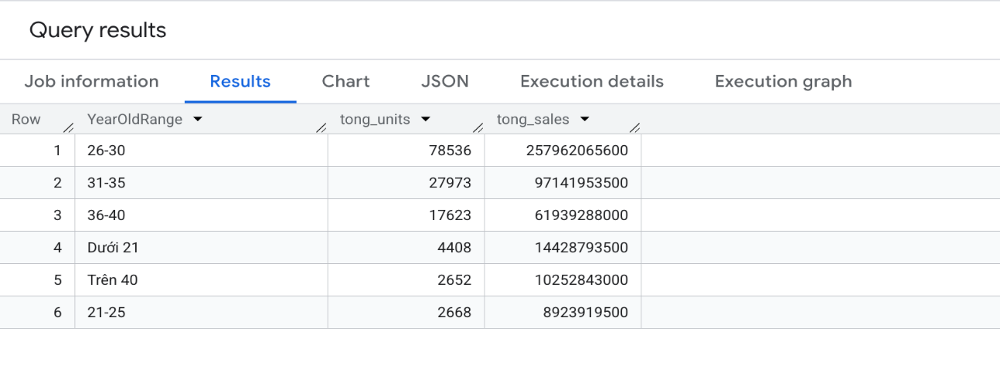 Query results
Job information Results Chart JSON Execution details Execution graph
Row YearOldRange tong_units tong_sales
1 26-30 78536 257962065600
2 31-35 27973 97141953500
3 36-40 17623 61939288000
4 Dưới 21 4408 14428793500
5 Trên 40 2652 10252843000
6 21-25 2668 8923919500